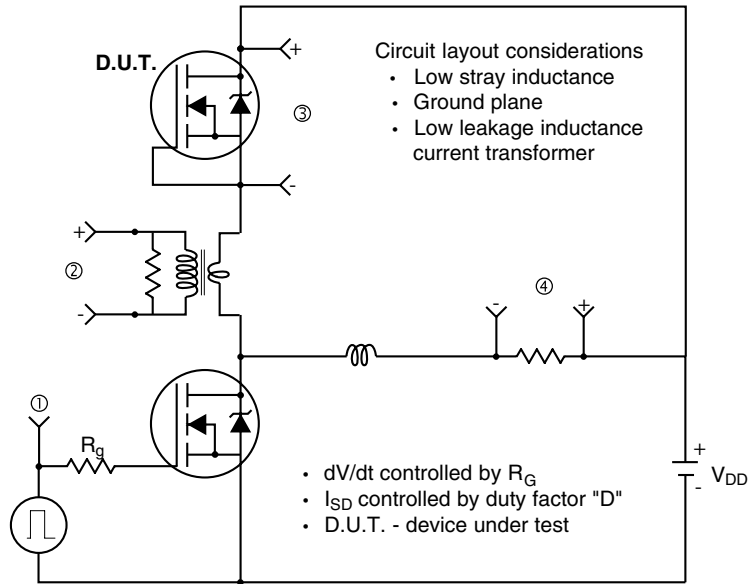 D.U.T.
+
Circuit layout considerations
• Low stray inductance
③
• Ground plane
• Low leakage inductance
current transformer
-
+
②
-
④
-
+
①
Rg
+
VDD
-
• dV/dt controlled by RG
• ISD controlled by duty factor "D"
• D.U.T. - device under test